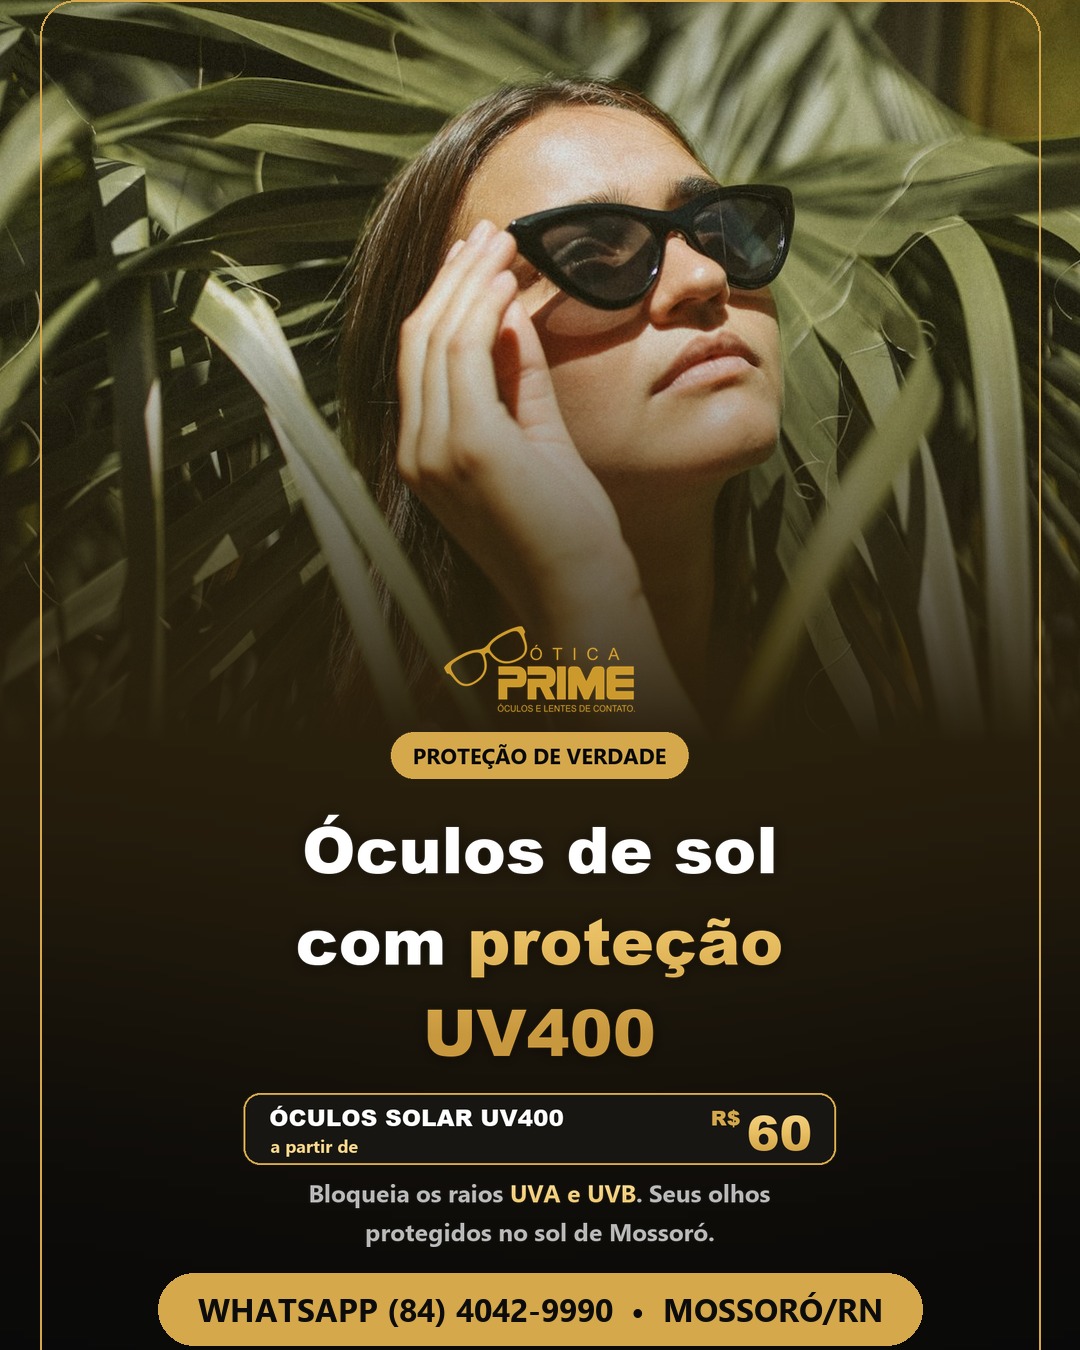 ÓTICA
PRIME
ÓCULOS E LENTES DE CONTATO.
PROTEÇÃO DE VERDADE
Óculos de sol
com proteção
UV400
ÓCULOS SOLAR UV400
a partir de
R$ 60
Bloqueia os raios UVA e UVB. Seus olhos
protegidos no sol de Mossoró.
WHATSAPP (84) 4042-9990 • MOSSORÓ/RN